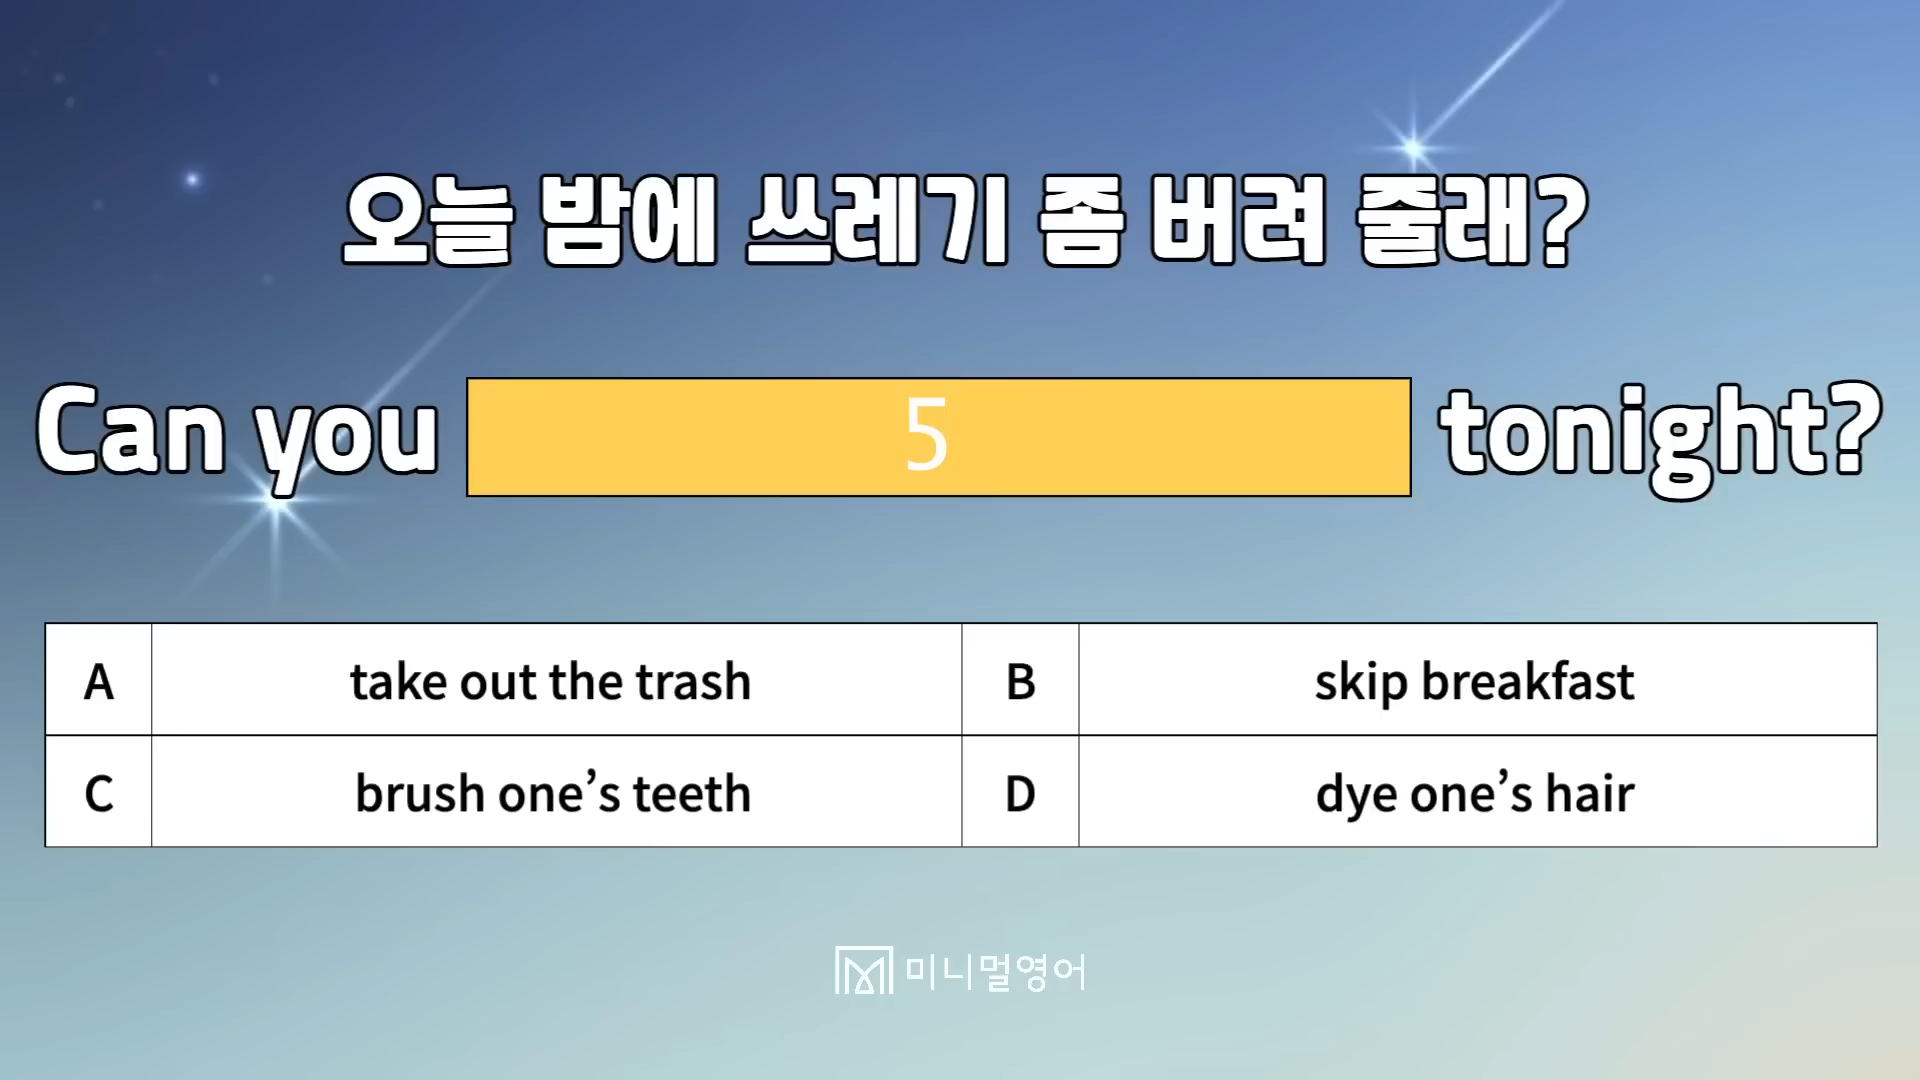 오늘 밤에 쓰레기 좀 버려 줄래?
Can you 5 tonight?
A take out the trash B skip breakfast
C brush one’s teeth D dye one’s hair
미니멀영어